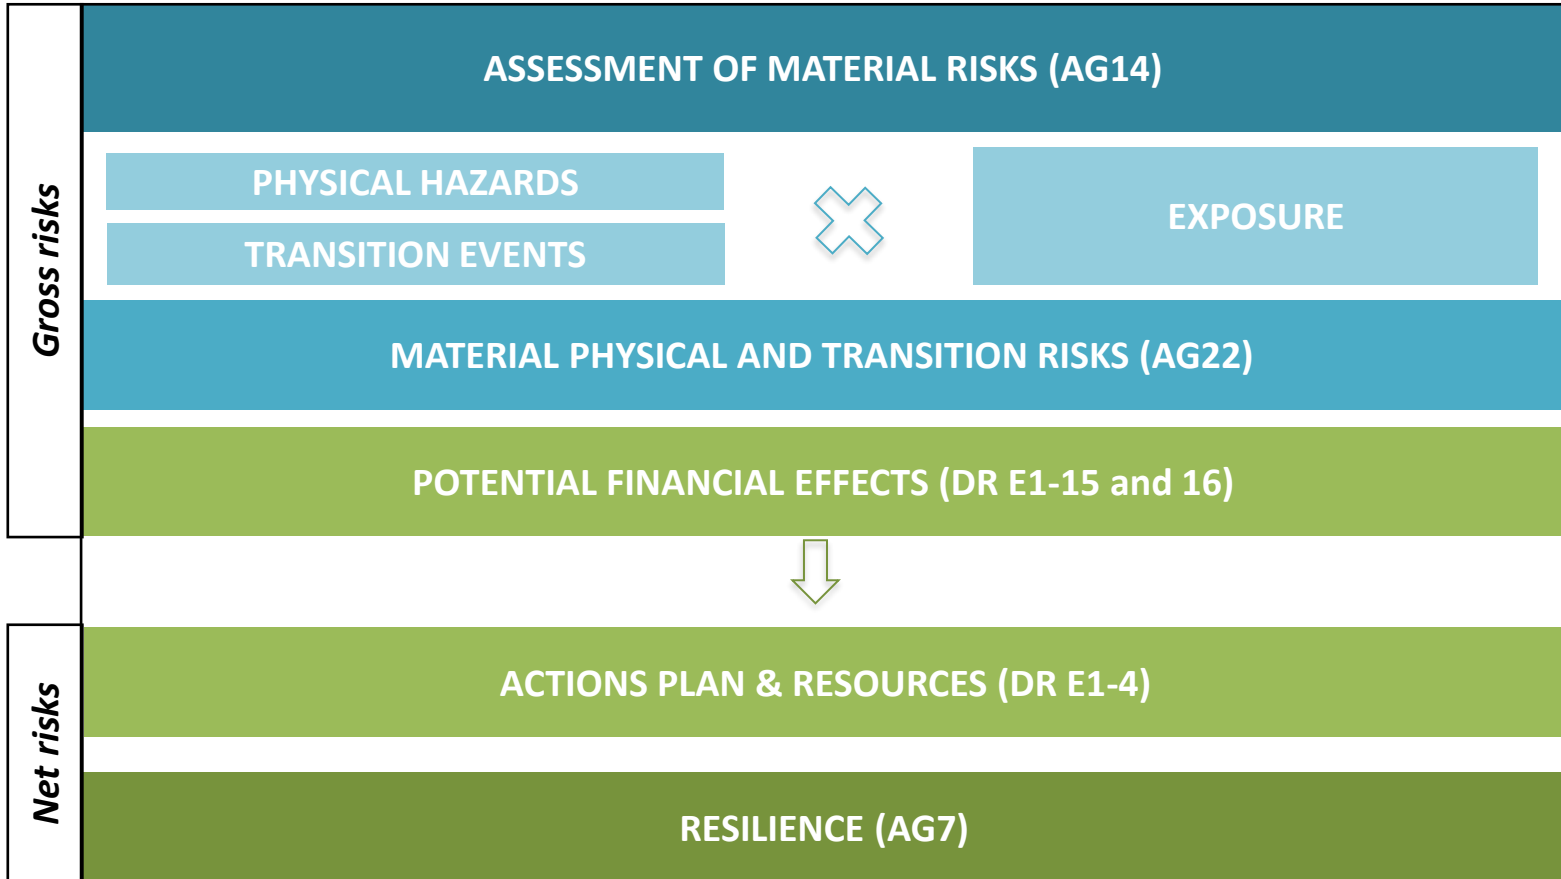 Gross risks
ASSESSMENT OF MATERIAL RISKS (AG14)
PHYSICAL HAZARDS
TRANSITION EVENTS
EXPOSURE
MATERIAL PHYSICAL AND TRANSITION RISKS (AG22)
POTENTIAL FINANCIAL EFFECTS (DR E1-15 and 16)
Net risks
ACTIONS PLAN & RESOURCES (DR E1-4)
RESILIENCE (AG7)